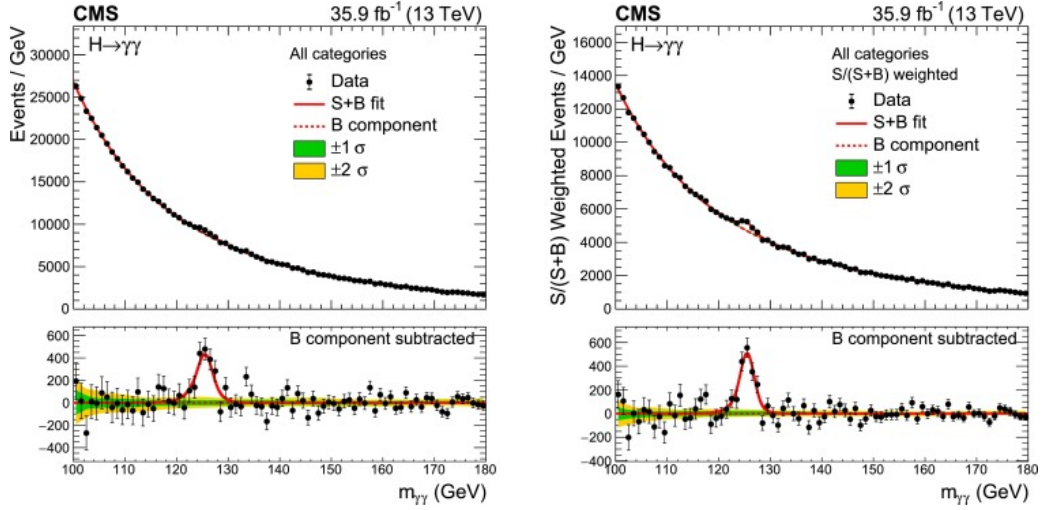 CMS 35.9 fb⁻¹ (13 TeV)
H→γγ
All categories
Data
S+B fit
B component
±1 σ
±2 σ
Events / GeV
30000
25000
20000
15000
10000
5000
0
B component subtracted
600
400
200
0
−200
−400
100 110 120 130 140 150 160 170 180
m_γγ (GeV)
CMS 35.9 fb⁻¹ (13 TeV)
H→γγ
All categories
S/(S+B) weighted
Data
S+B fit
B component
±1 σ
±2 σ
S/(S+B) Weighted Events / GeV
16000
14000
12000
10000
8000
6000
4000
2000
0
B component subtracted
600
400
200
0
−200
−400
100 110 120 130 140 150 160 170 180
m_γγ (GeV)